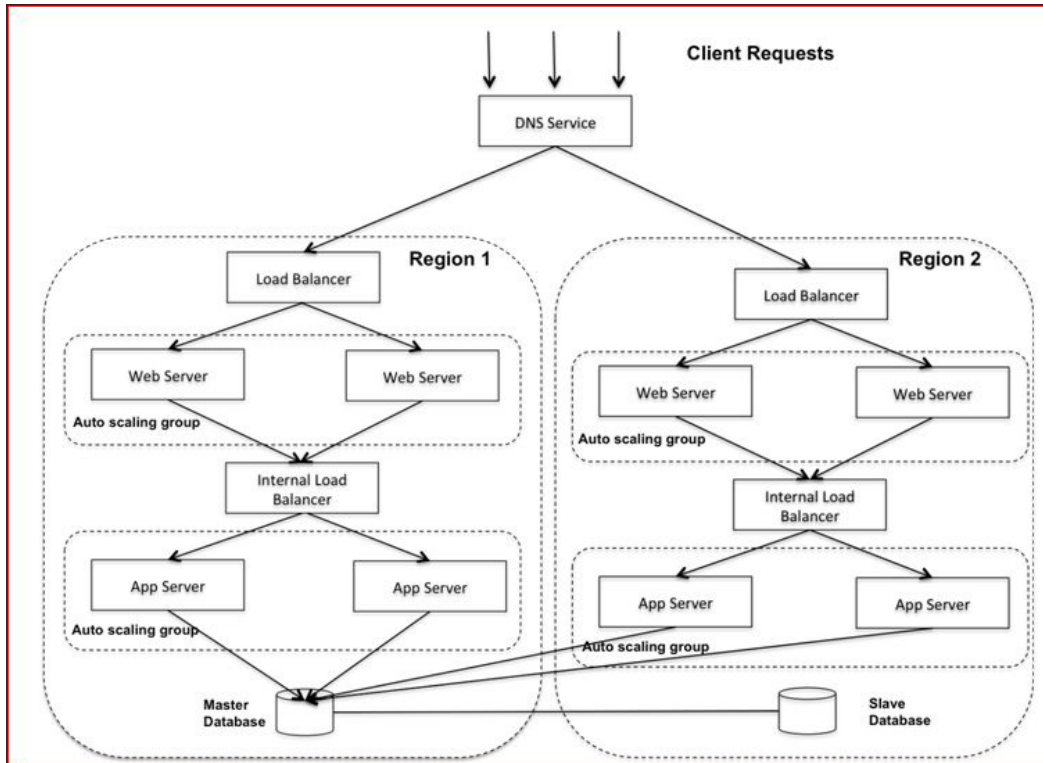 Client Requests
DNS Service
Region 1
Load Balancer
Web Server
Web Server
Auto scaling group
Internal Load
Balancer
App Server
App Server
Auto scaling group
Master
Database
Region 2
Load Balancer
Web Server
Web Server
Auto scaling group
Internal Load
Balancer
App Server
App Server
Auto scaling group
Slave
Database